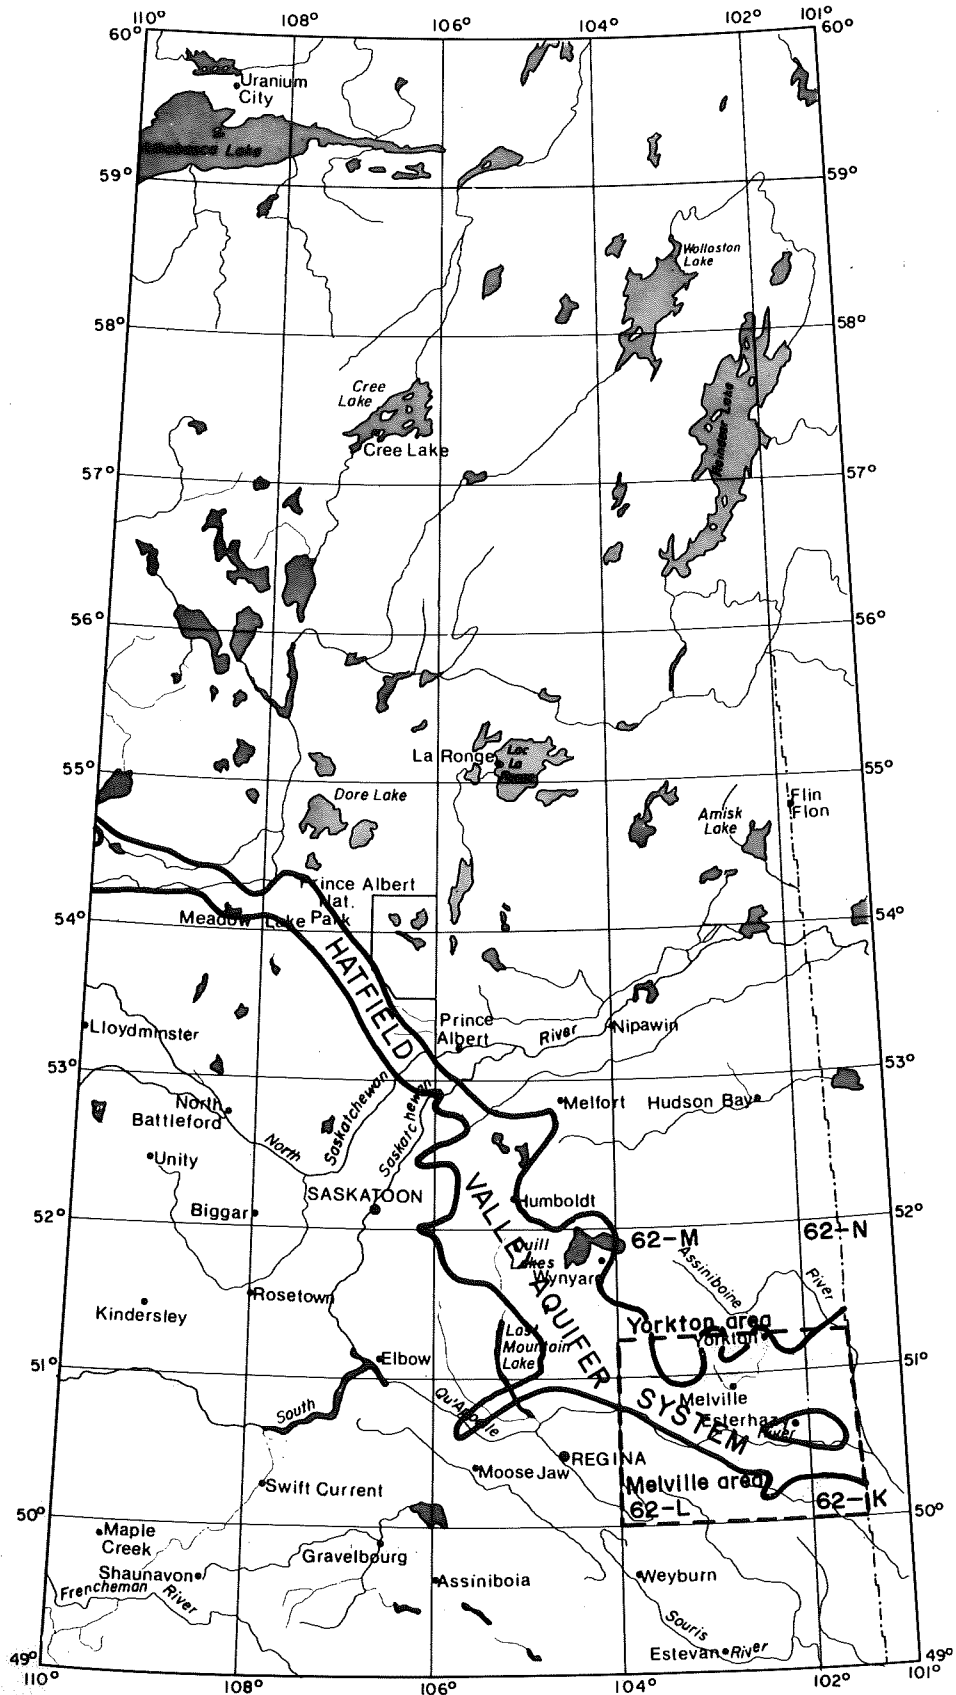 110°
108°
106°
104°
102°
101°
60°
60°
Uranium
City
Athabasca Lake
59°
59°
Wollaston
Lake
58°
58°
Cree
Lake
Cree Lake
Reindeer Lake
57°
57°
56°
56°
La Ronge
Lac
La
Ronge
55°
55°
Dore Lake
Flin
Flon
Amisk
Lake
Prince Albert
Nat.
Park
54°
54°
Meadow Lake
HATFIELD
Prince
Albert
River
Nipawin
Lloydminster
53°
53°
Melfort
Hudson Bay
North
Battleford
North
Saskatchewan
Saskatchewan
Unity
SASKATOON
Humboldt
Biggar
52°
52°
VALLEY AQUIFER SYSTEM
62-M
62-N
Quill
Lakes
Wynyard
Assiniboine
River
Rosetown
Kindersley
Yorkton area
Yorkton
Last
Mountain
Lake
51°
51°
Elbow
Qu'Appelle
River
South
Melville
Esterhazy
REGINA
Moose Jaw
Swift Current
Melville area
62-L
62-K
50°
50°
Maple
Creek
Gravelbourg
Shaunavon
Assiniboia
Weyburn
Frencheman
River
Souris
River
Estevan
49°
49°
110°
108°
106°
104°
102°
101°